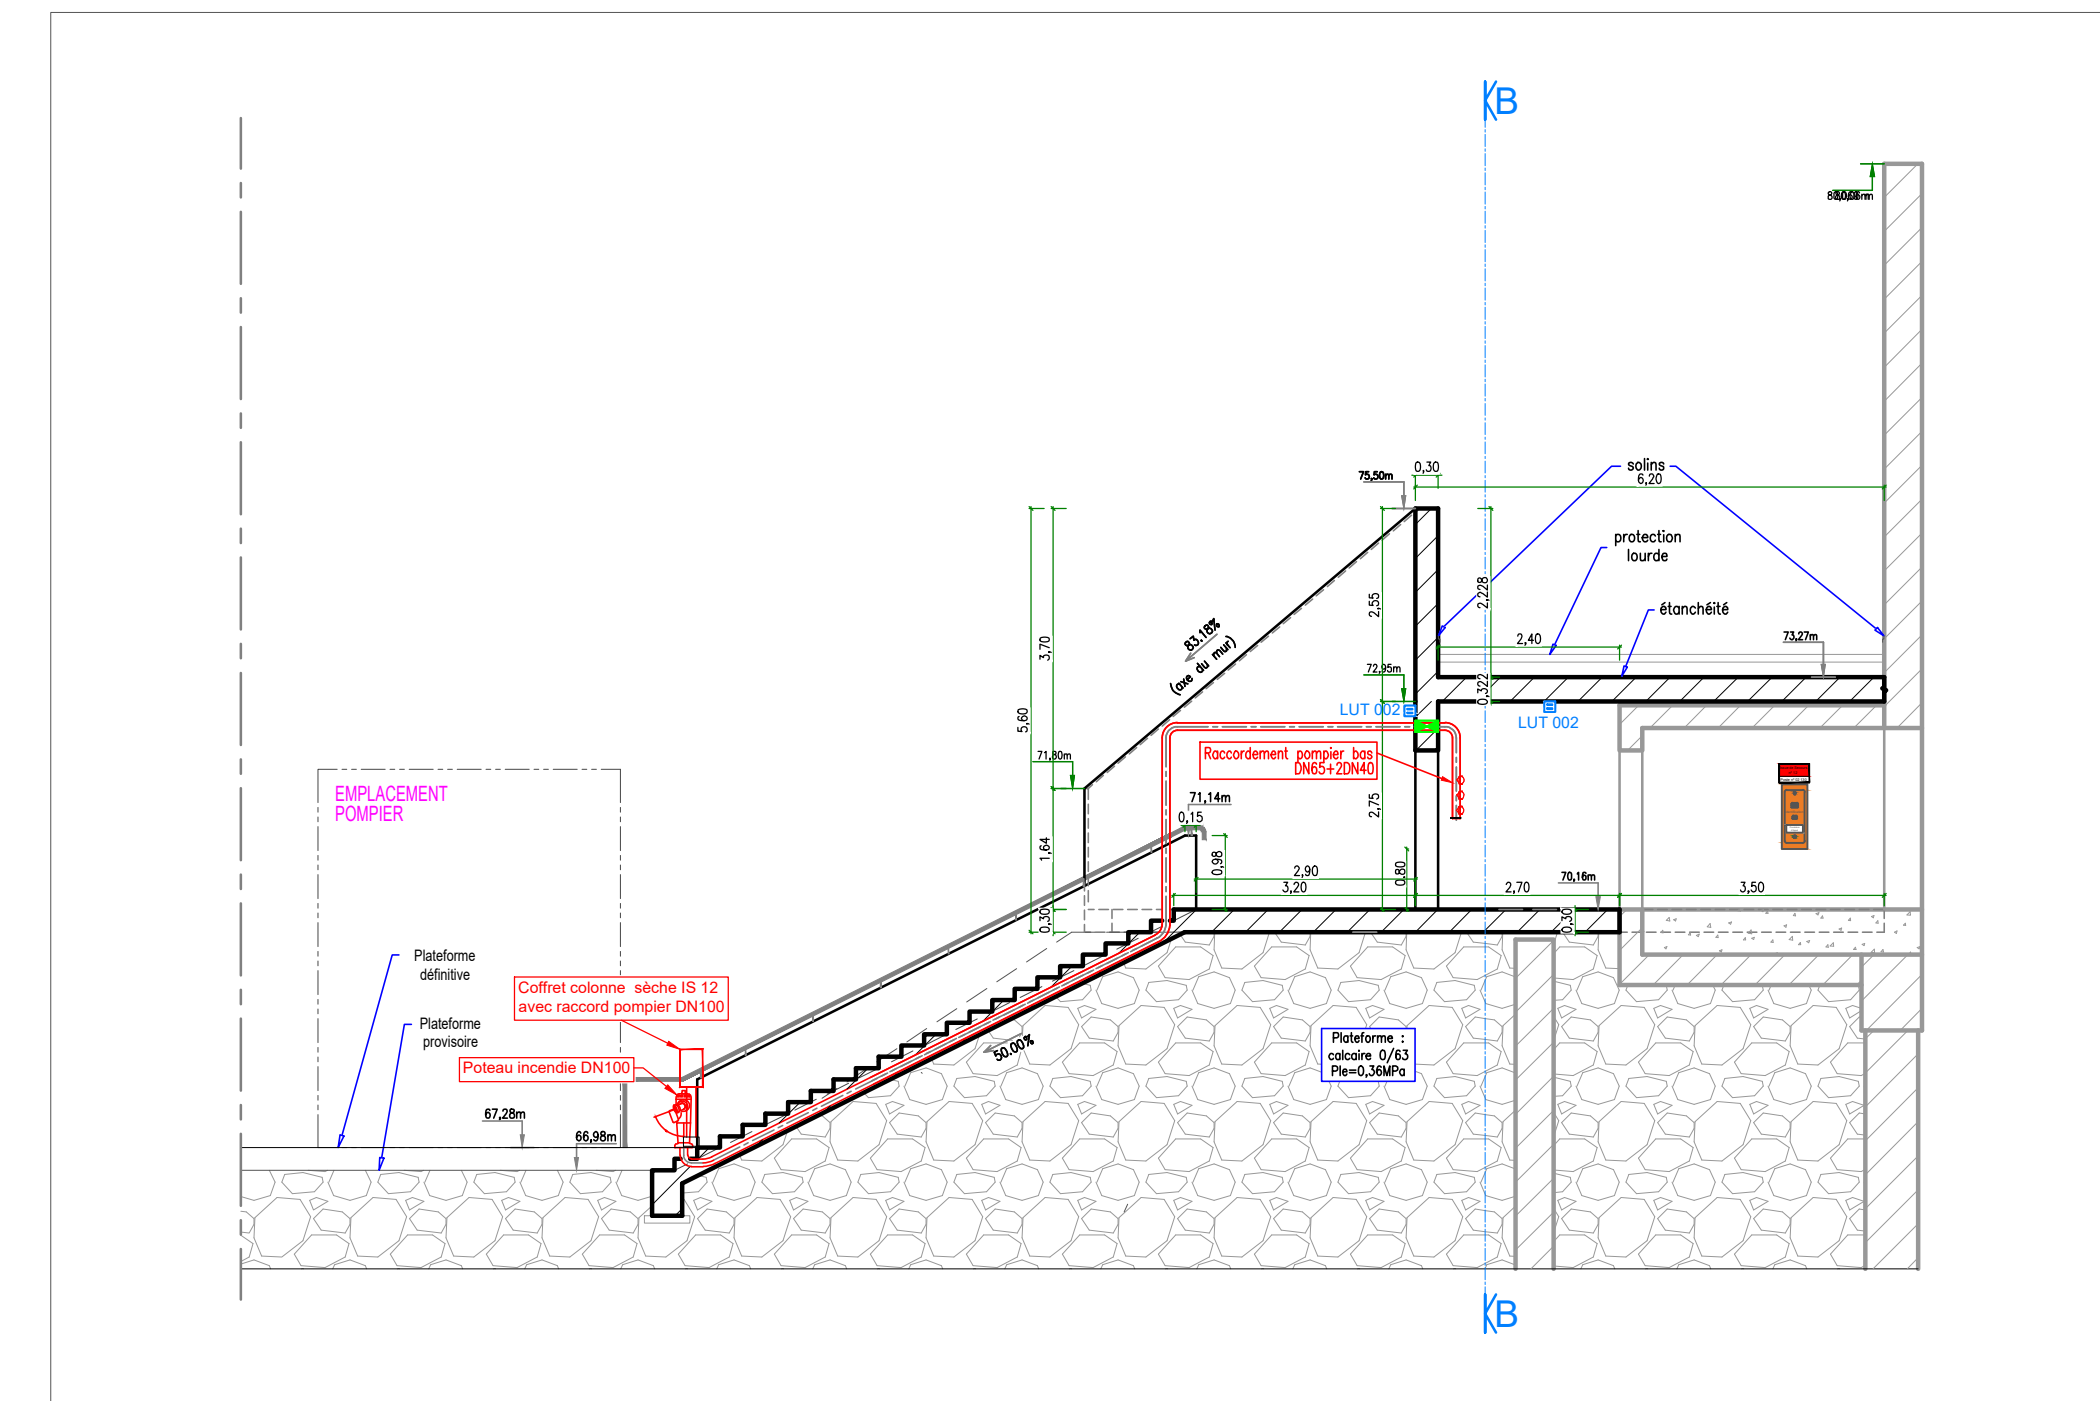 B
75,50m
0,30
solins
6,20
protection
lourde
étanchéité
2,55
2,228
2,40
73,27m
83.18%
(axe du mur)
3,70
5,60
72,95m
0,322
LUT 002
LUT 002
Raccordement pompier bas
DN65+2DN40
71,80m
EMPLACEMENT
POMPIER
71,14m
0,15
2,75
1,64
0,98
0.80
2,90
3,20
2,70
70,16m
3,50
0,30
0,30
Plateforme
définitive
Coffret colonne sèche IS 12
avec raccord pompier DN100
Plateforme
provisoire
50.00%
Plateforme :
calcaire 0/63
Ple=0,36MPa
Poteau incendie DN100
67,28m
66,98m
B